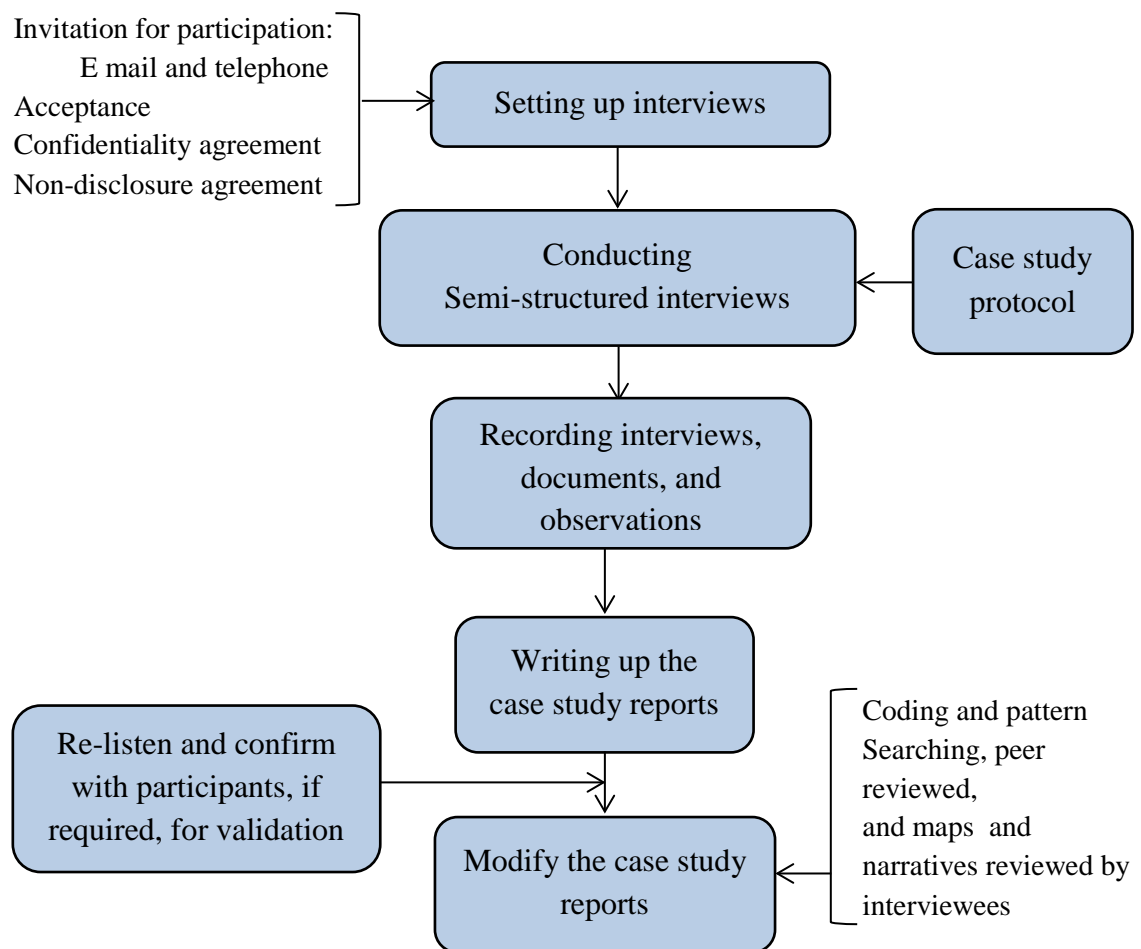 Invitation for participation:
E mail and telephone
Acceptance
Confidentiality agreement
Non-disclosure agreement
Setting up interviews
Conducting
Semi-structured interviews
Case study
protocol
Recording interviews,
documents, and
observations
Writing up the
case study reports
Re-listen and confirm
with participants, if
required, for validation
Coding and pattern
Searching, peer
reviewed,
and maps and
narratives reviewed by
interviewees
Modify the case study
reports